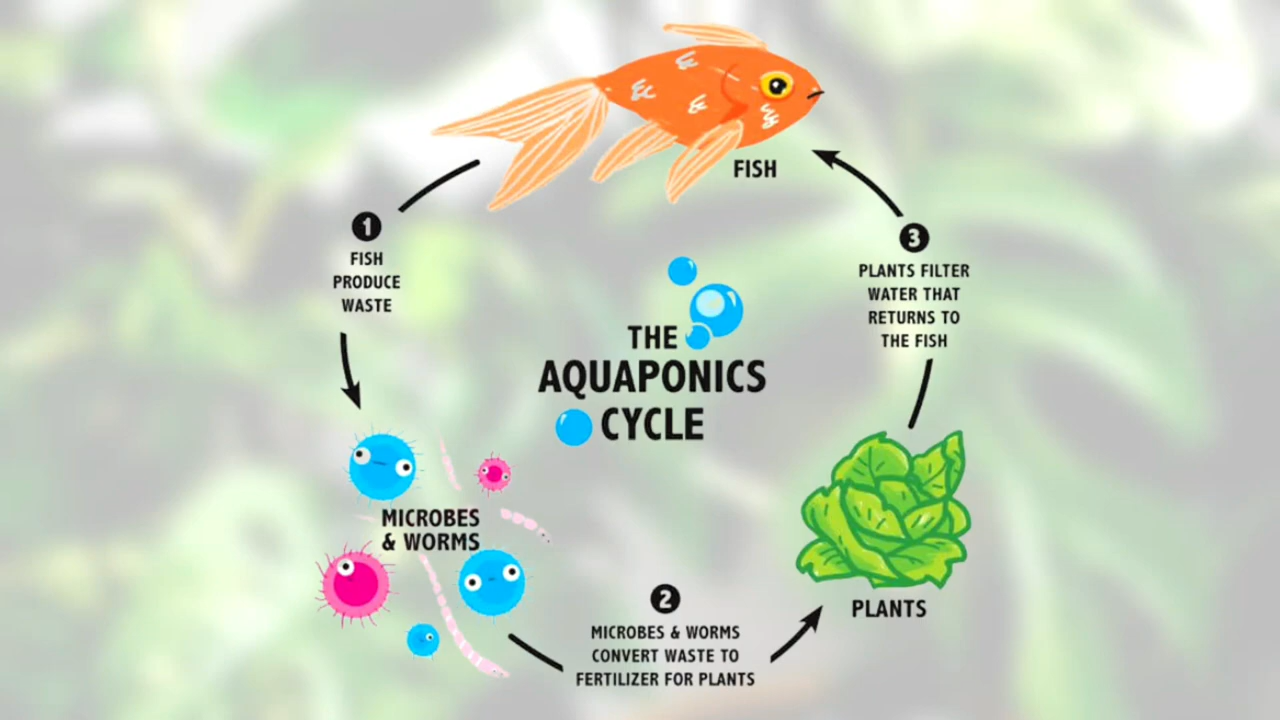 FISH
1
FISH
PRODUCE
WASTE
3
PLANTS FILTER
WATER THAT
RETURNS TO
THE FISH
THE
AQUAPONICS
CYCLE
MICROBES
& WORMS
2
MICROBES & WORMS
CONVERT WASTE TO
FERTILIZER FOR PLANTS
PLANTS